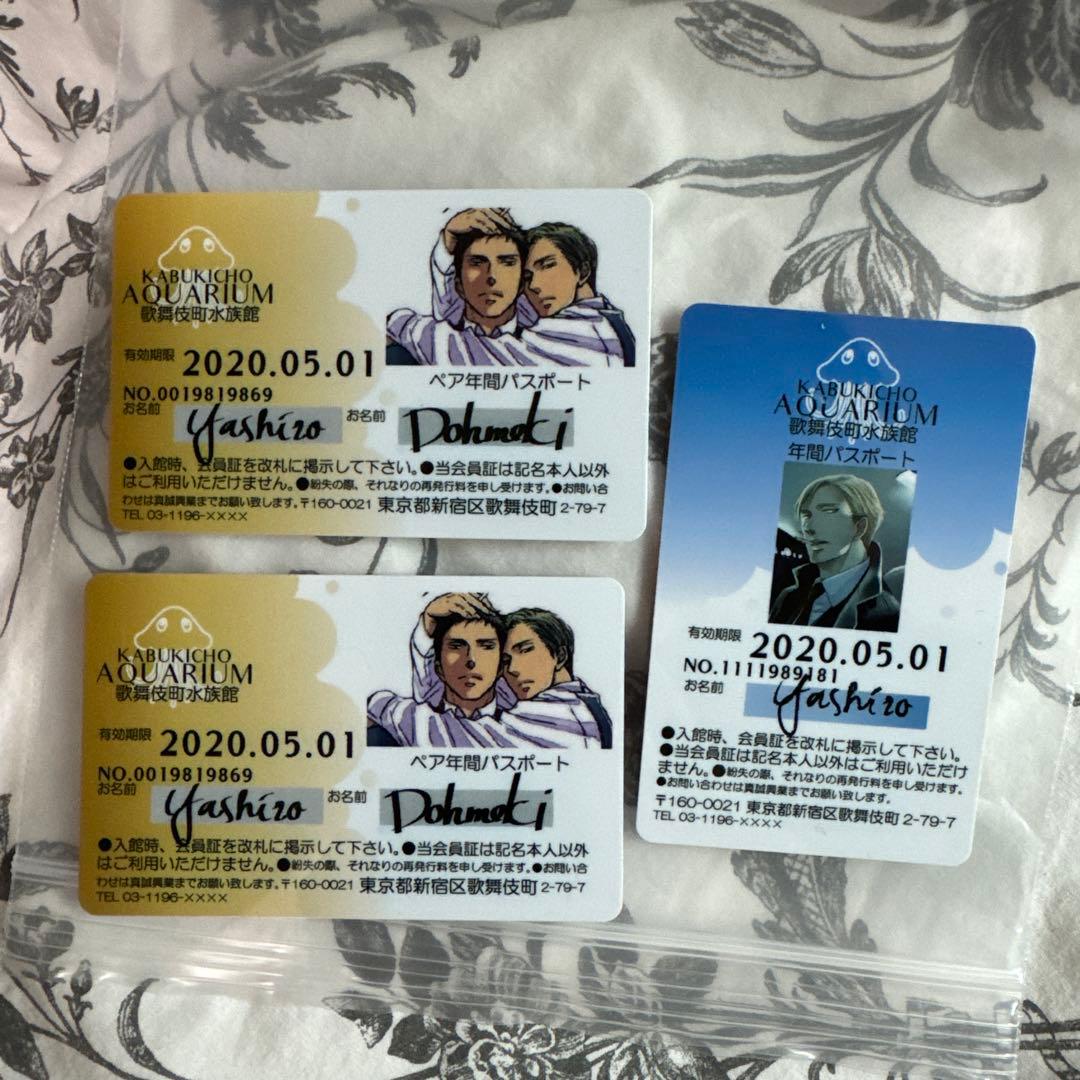 KABUKICHO
AQUARIUM
歌舞伎町水族館
有効期限 2020.05.01
ペア年間パスポート
NO.0019819869
お名前 Yashiro お名前 Dohmeki
●入館時、会員証を改札に掲示して下さい。●当会員証は記名本人以外
はご利用いただけません。●紛失の際、それなりの再発行料を申し受けます。●お問い合
わせは真誠興業までお願い致します。〒160-0021 東京都新宿区歌舞伎町 2-79-7
TEL 03-1196-××××
KABUKICHO
AQUARIUM
歌舞伎町水族館
有効期限 2020.05.01
ペア年間パスポート
NO.0019819869
お名前 Yashiro お名前 Dohmeki
●入館時、会員証を改札に掲示して下さい。●当会員証は記名本人以外
はご利用いただけません。●紛失の際、それなりの再発行料を申し受けます。●お問い合
わせは真誠興業までお願い致します。〒160-0021 東京都新宿区歌舞伎町 2-79-7
TEL 03-1196-××××
KABUKICHO
AQUARIUM
歌舞伎町水族館
年間パスポート
有効期限 2020.05.01
NO.1111989181
お名前 Yashiro
●入館時、会員証を改札に掲示して下さい。
●当会員証は記名本人以外はご利用いただけ
ません。●紛失の際、それなりの再発行料を申し受けます。
●お問い合わせは真誠興業までお願い致します。
〒160-0021 東京都新宿区歌舞伎町 2-79-7
TEL 03-1196-××××